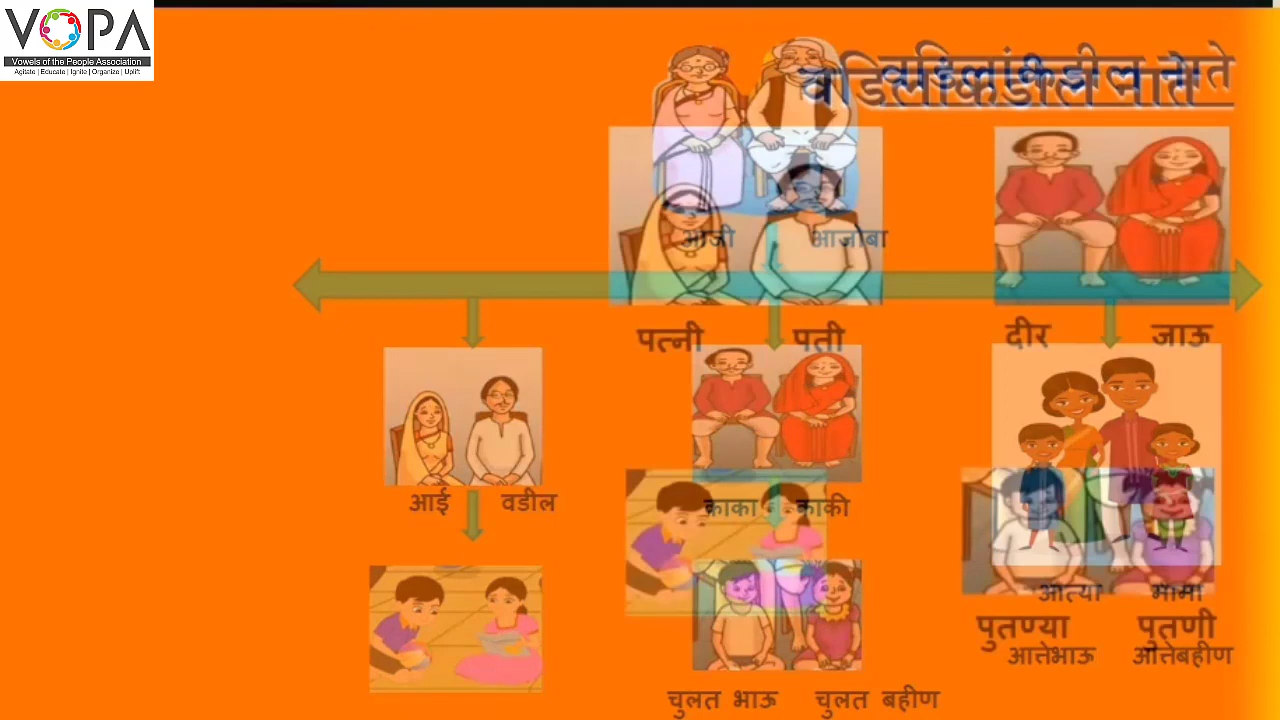 VOPA
Vowels of the People Association
Agitate | Educate | Ignite | Organize | Uplift
वडिलांकडील नाते
आजी आजोबा
पत्नी पती
दीर जाऊ
आई वडील
काका काकी
आत्या मामा
पुतण्या पुतणी
आत्तेभाऊ आत्तेबहीण
चुलत भाऊ चुलत बहीण